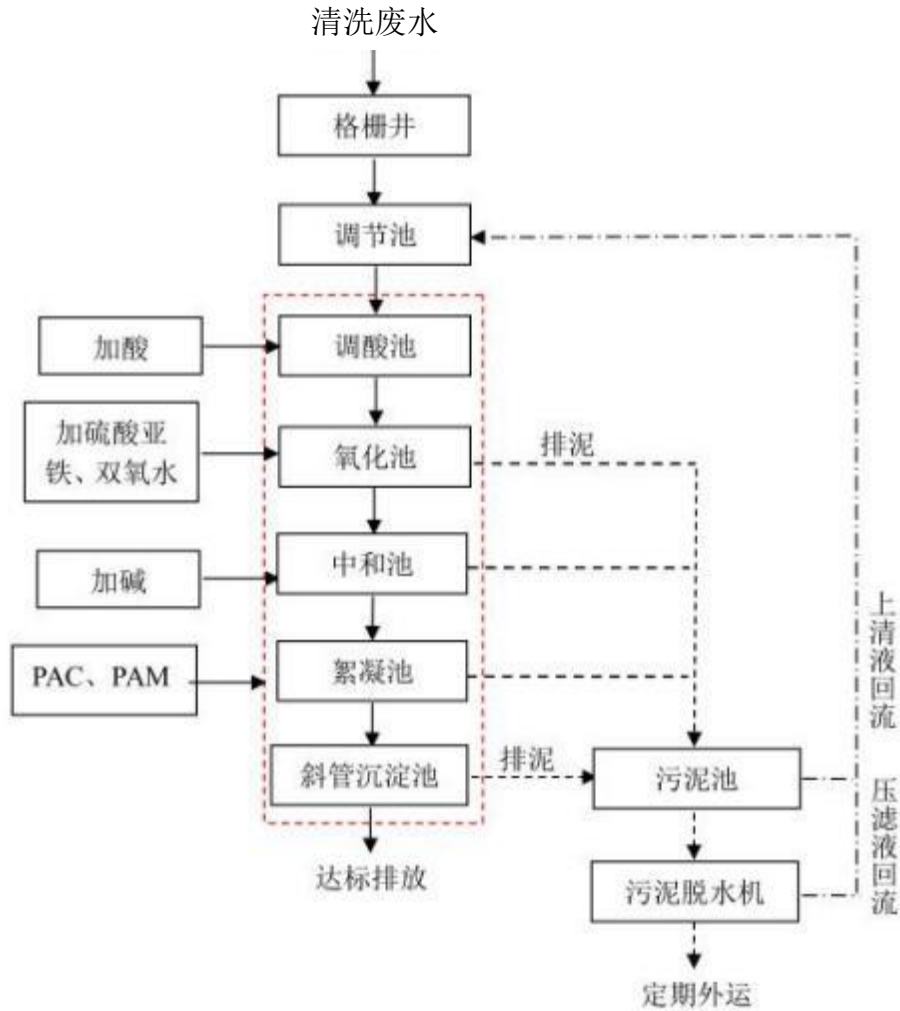 清洗废水
格栅井
调节池
加酸
调酸池
加硫酸亚
铁、双氧水
氧化池
排泥
加碱
中和池
PAC、PAM
絮凝池
斜管沉淀池
排泥
污泥池
上清液回流
压滤液回流
达标排放
污泥脱水机
定期外运